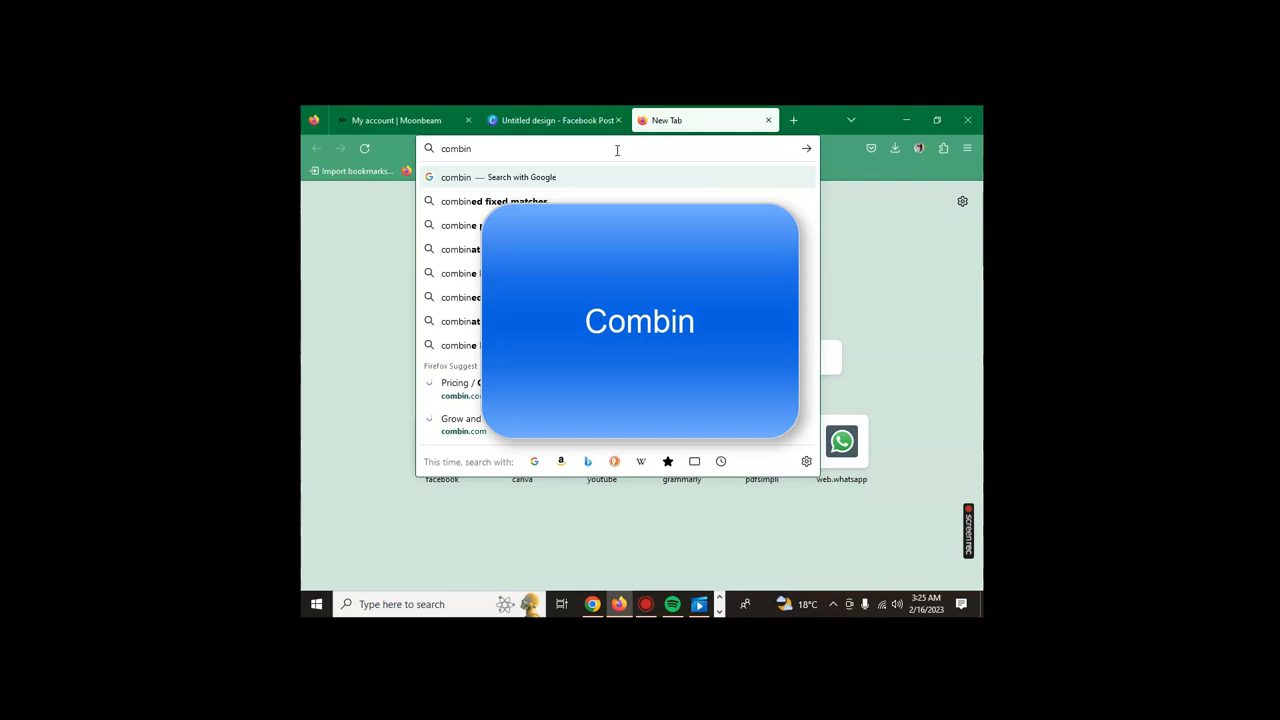 My account | Moonbeam
Untitled design - Facebook Post
New Tab
combin
Import bookmarks...
combin — Search with Google
combined fixed matches
combine
combinat
combine
combined
combinat
combine
Combin
Firefox Suggest
Pricing /
combin.co
Grow and
combin.com
This time, search with:
facebook
canva
youtube
grammarly
pdfsimpli
web.whatsapp
screenrec
Type here to search
18°C
3:25 AM
2/16/2023